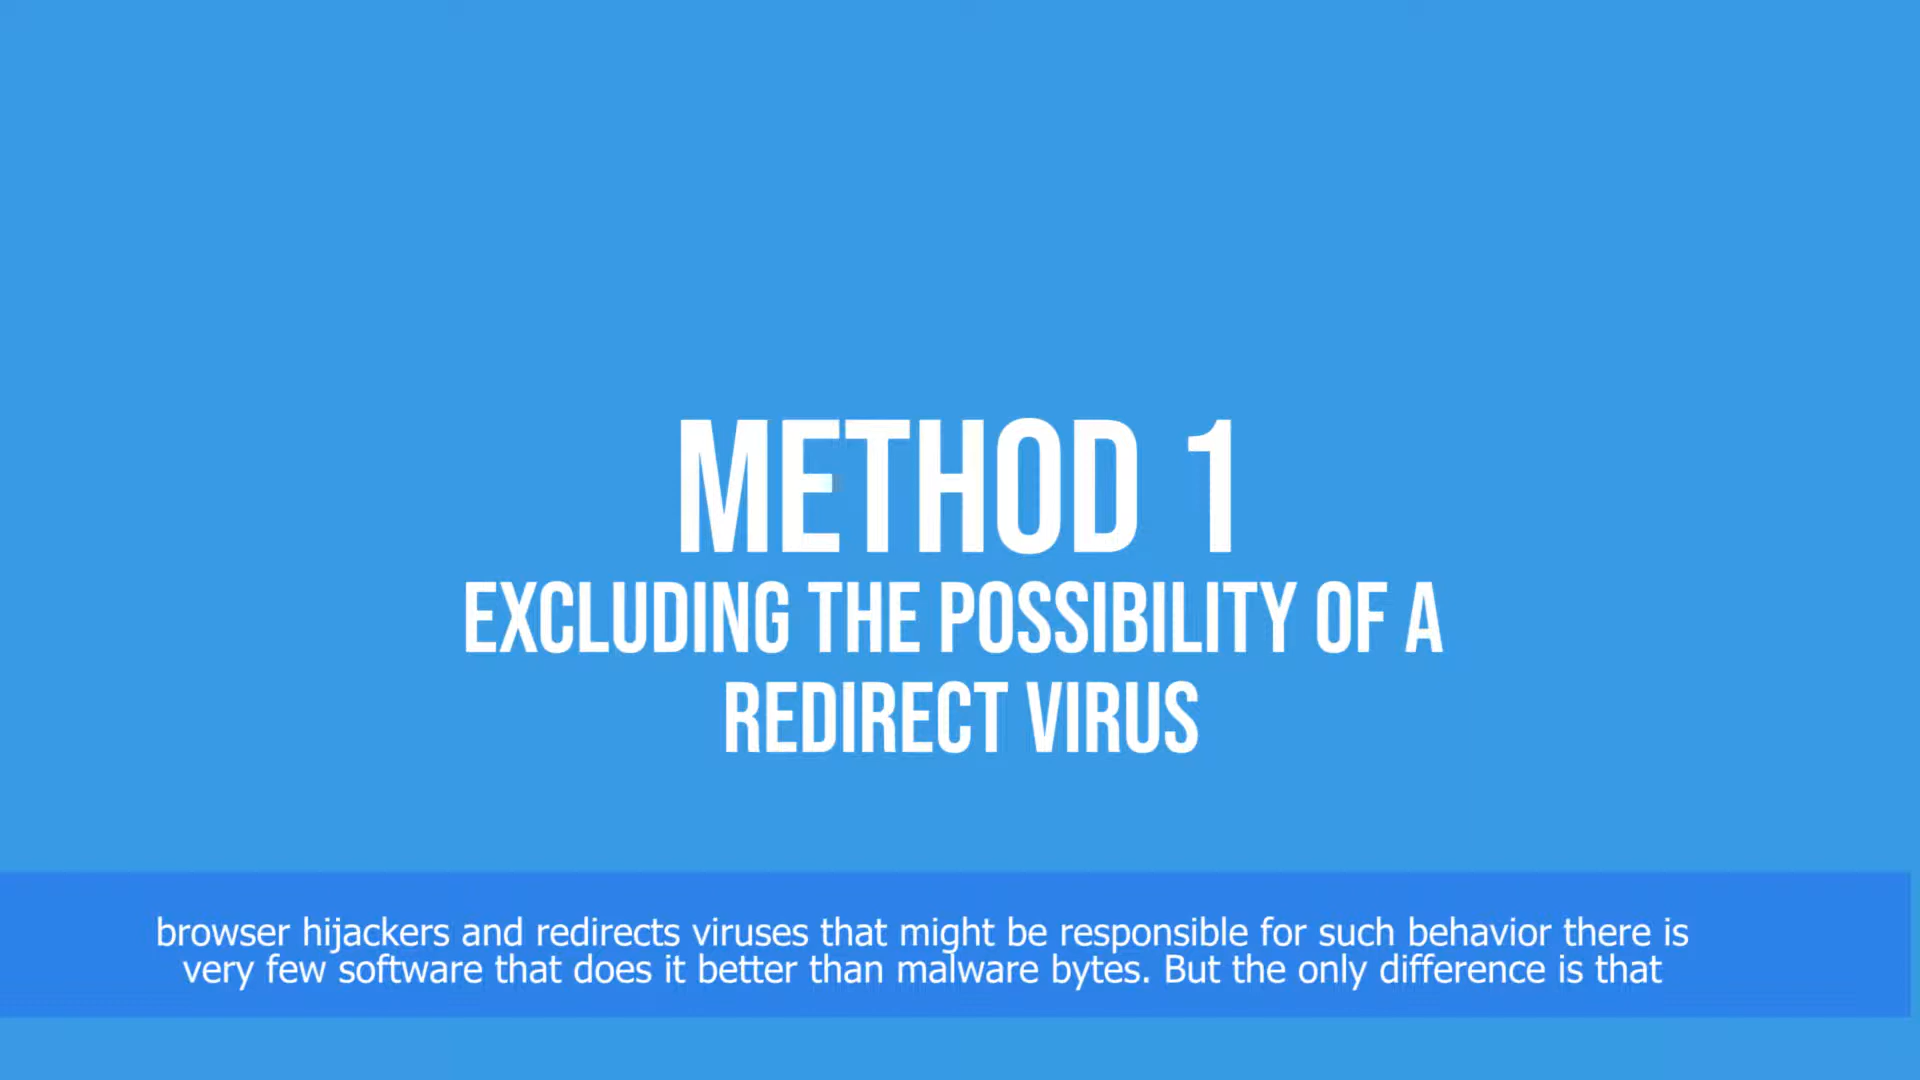 METHOD 1
EXCLUDING THE POSSIBILITY OF A
REDIRECT VIRUS
browser hijackers and redirects viruses that might be responsible for such behavior there is
very few software that does it better than malware bytes. But the only difference is that